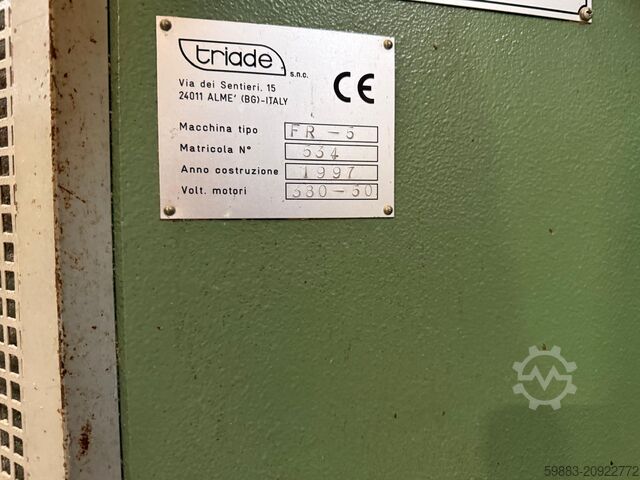 triade s.n.c.
Via dei Sentieri, 15
24011 ALME' (BG)-ITALY
CE
Macchina tipo FR-5
Matricola N° 534
Anno costruzione 1997
Volt. motori 380-50
59883-20922772